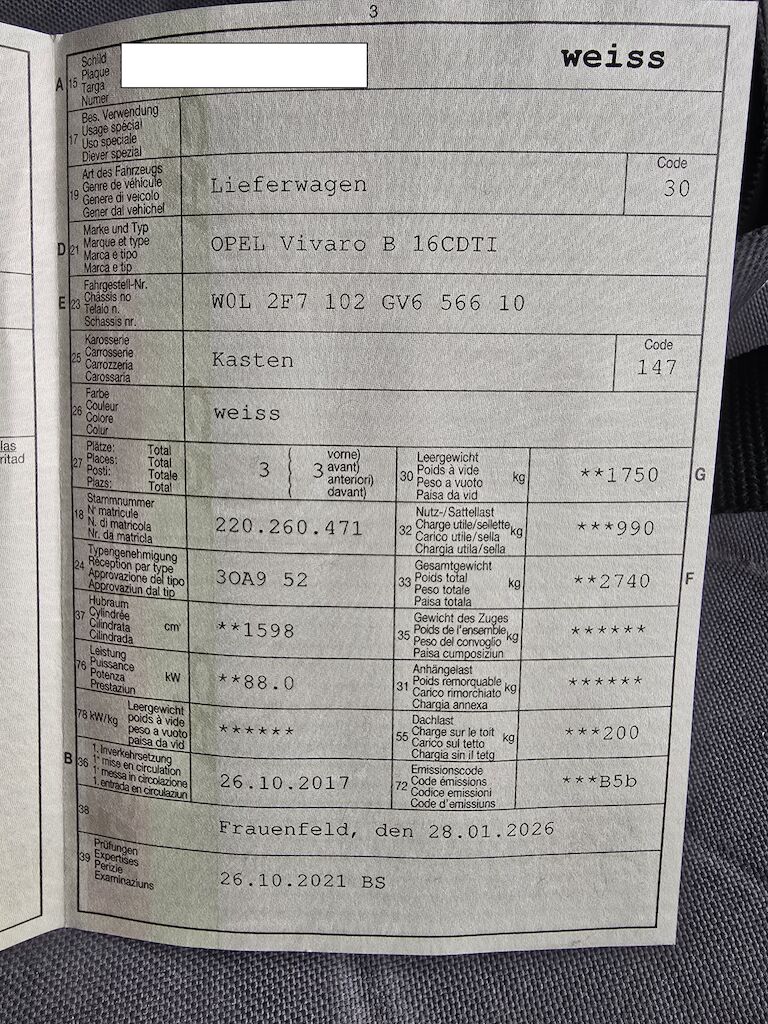 3
A 15 Schild
Plaque
Targa
Numer
weiss
17 Bes. Verwendung
Usage spécial
Uso speciale
Diever spezial
19 Art des Fahrzeugs
Genre de véhicule
Genere di veicolo
Gener dal vehichel
Lieferwagen
Code
30
D 21 Marke und Typ
Marque et type
Marca e tipo
Marca e tip
OPEL Vivaro B 16CDTI
E 23 Fahrgestell-Nr.
Châssis no
Telaio n.
Schassis nr.
W0L 2F7 102 GV6 566 10
25 Karosserie
Carrosserie
Carrozzeria
Carossaria
Kasten
Code
147
26 Farbe
Couleur
Colore
Colur
weiss
27 Plätze: Total
Places: Total
Posti: Totale
Plazs: Total
3 ( 3 vorne)
avant)
anteriori)
davant)
30 Leergewicht
Poids à vide
Peso a vuoto
Paisa da vid
kg
**1750
G
18 Stammnummer
N° matricule
N. di matricola
Nr. da matricla
220.260.471
32 Nutz-/Sattellast
Charge utile/sellette
Carico utile/sella
Chargia utila/sella
kg
***990
24 Typengenehmigung
Réception par type
Approvazione del tipo
Approvaziun dal tip
3OA9 52
33 Gesamtgewicht
Poids total
Peso totale
Paisa totala
kg
**2740
F
37 Hubraum
Cylindrée
Cilindrata
Cilindrada
cm³
**1598
35 Gewicht des Zuges
Poids de l'ensemble
Peso del convoglio
Paisa cumposiziun
kg
******
76 Leistung
Puissance
Potenza
Prestaziun
kW
**88.0
31 Anhängelast
Poids remorquable
Carico rimorchiato
Chargia annexa
kg
******
78 kW/kg Leergewicht
poids à vide
peso a vuoto
paisa da vid
******
55 Dachlast
Charge sur le toit
Carico sul tetto
Chargia sin il tetg
kg
***200
B 36 1. Inverkehrsetzung
1re mise en circulation
1a messa in circolazione
1. entrada en circulaziun
26.10.2017
72 Emissionscode
Code émissions
Codice emissioni
Code d'emissiuns
***B5b
38
Frauenfeld, den 28.01.2026
39 Prüfungen
Expertises
Perizie
Examinaziuns
26.10.2021 BS
las
ritad